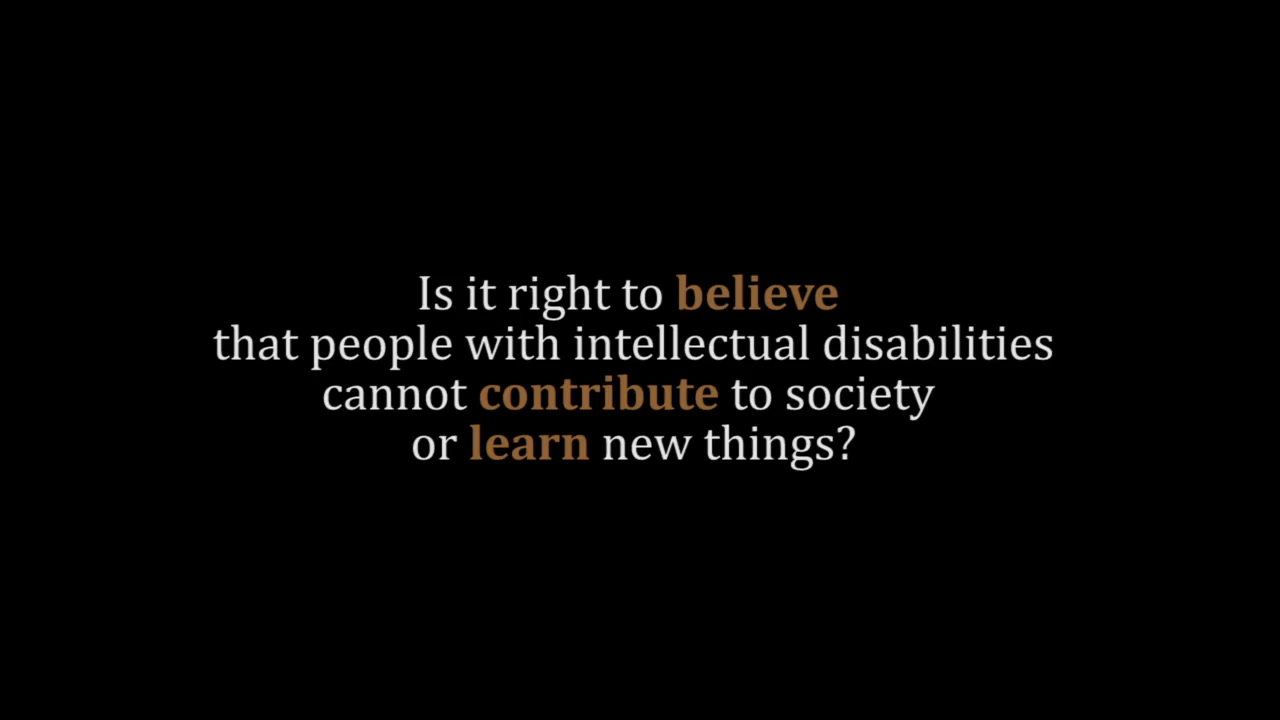 Is it right to believe
that people with intellectual disabilities
cannot contribute to society
or learn new things?